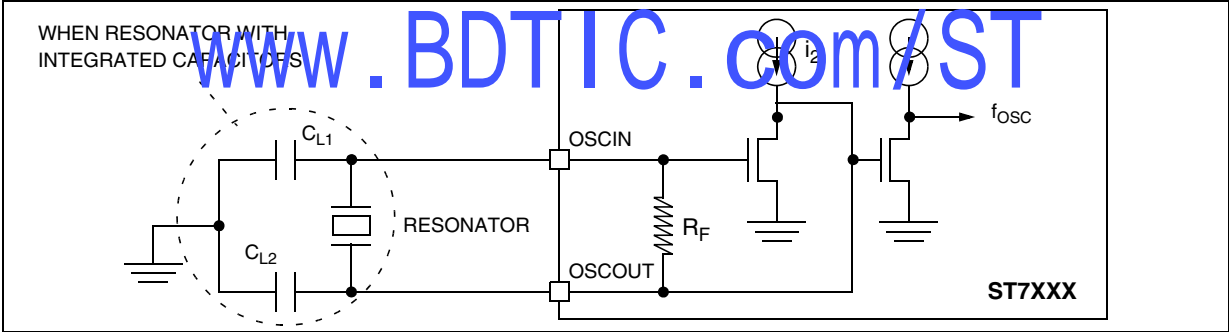 WHEN RESONATOR WITH
INTEGRATED CAPACITORS
www.BDTIC.com/ST
i2
fOSC
CL1
OSCIN
RESONATOR
RF
CL2
OSCOUT
ST7XXX